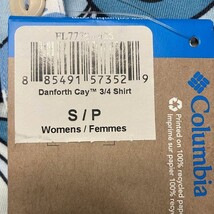 8 85491 57352 9
Danforth Cay™ 3/4 Shirt
S / P
Womens / Femmes
Columbia
Printed on 100% recycled paper
Imprimé sur papier 100% recyclé